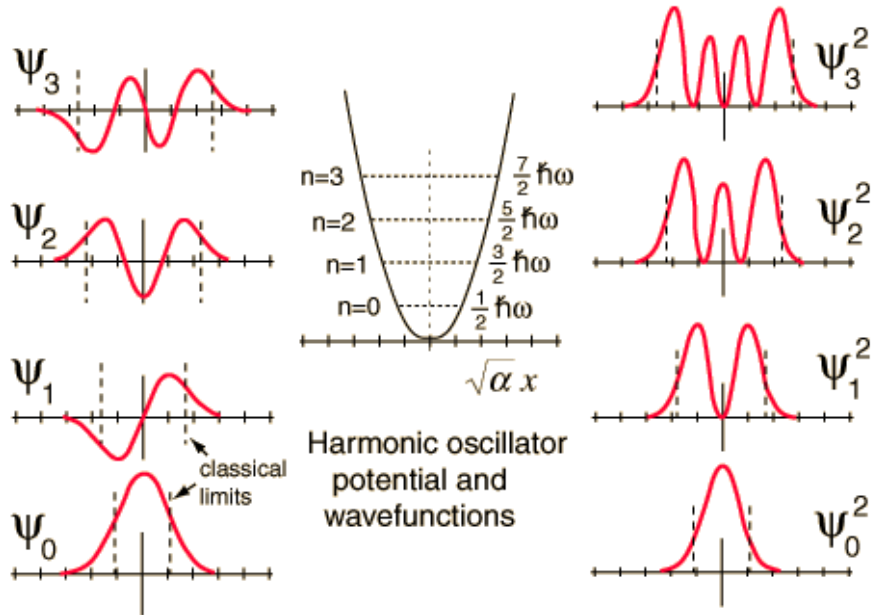 ψ₃
ψ₂
ψ₁
ψ₀
classical
limits
n=3
n=2
n=1
n=0
7/2 ħω
5/2 ħω
3/2 ħω
1/2 ħω
√α x
Harmonic oscillator
potential and
wavefunctions
ψ₃²
ψ₂²
ψ₁²
ψ₀²